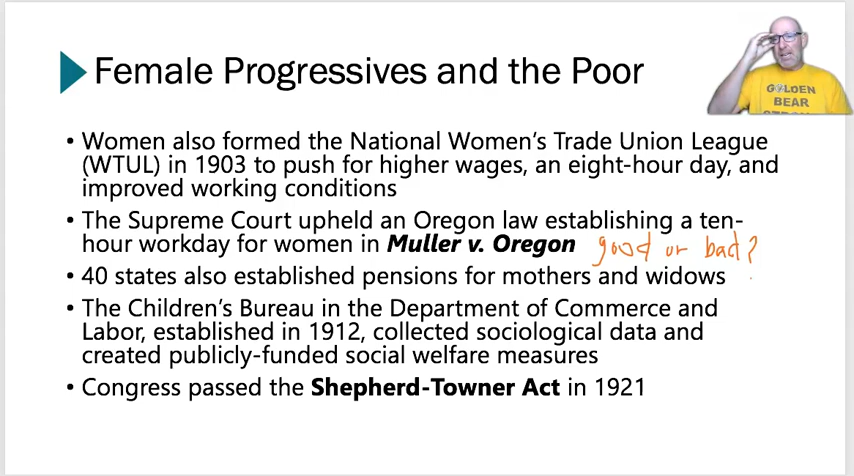 Female Progressives and the Poor
GOLDEN
BEAR
• Women also formed the National Women's Trade Union League
(WTUL) in 1903 to push for higher wages, an eight-hour day, and
improved working conditions
• The Supreme Court upheld an Oregon law establishing a ten-
hour workday for women in Muller v. Oregon good or bad?
• 40 states also established pensions for mothers and widows
• The Children's Bureau in the Department of Commerce and
Labor, established in 1912, collected sociological data and
created publicly-funded social welfare measures
• Congress passed the Shepherd-Towner Act in 1921